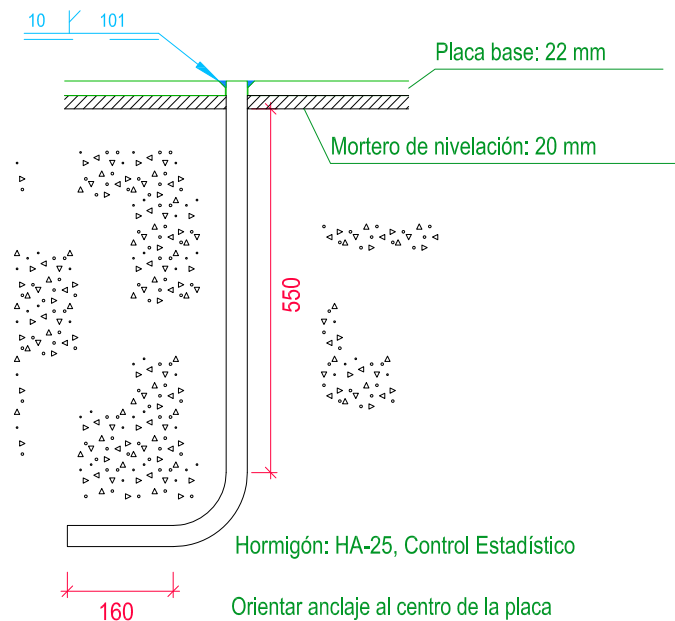 10 101
Placa base: 22 mm
Mortero de nivelación: 20 mm
550
Hormigón: HA-25, Control Estadístico
160
Orientar anclaje al centro de la placa